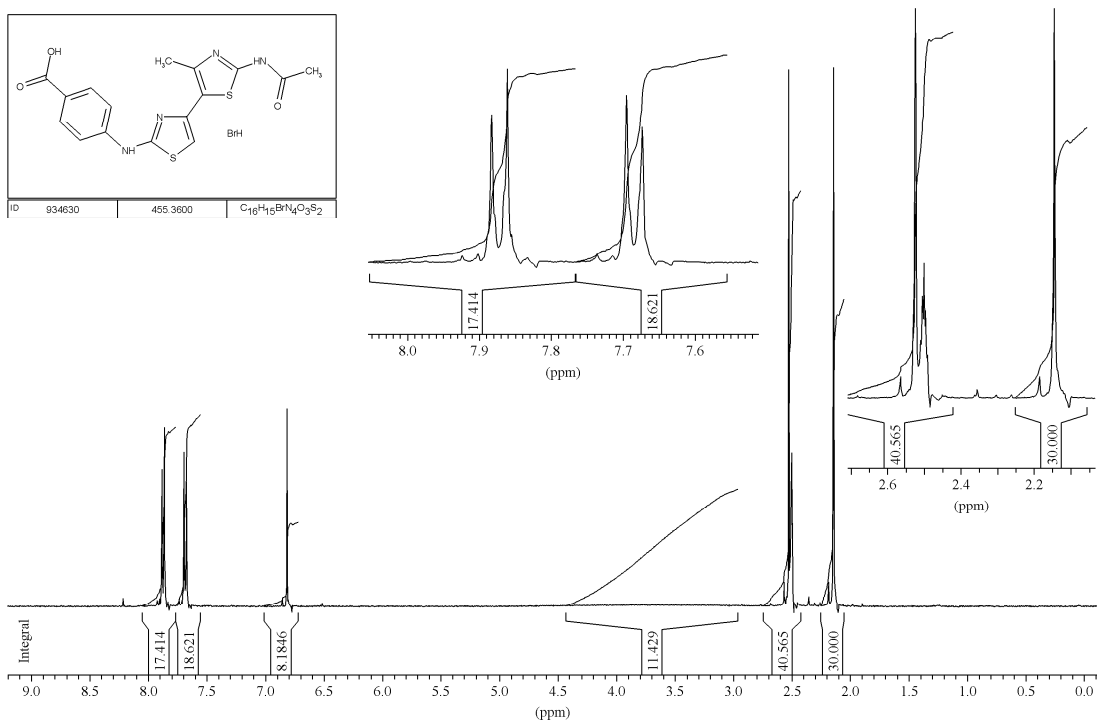 OH
O
H₃C
N
HN
CH₃
S
O
N
BrH
NH
S
ID 934630 455.3600 C₁₆H₁₅BrN₄O₃S₂
17.414 18.621
8.0 7.9 7.8 7.7 7.6
(ppm)
40.565 30.000
2.6 2.4 2.2
(ppm)
Integral 17.414 18.621 8.1846 11.429 40.565 30.000
9.0 8.5 8.0 7.5 7.0 6.5 6.0 5.5 5.0 4.5 4.0 3.5 3.0 2.5 2.0 1.5 1.0 0.5 0.0
(ppm)